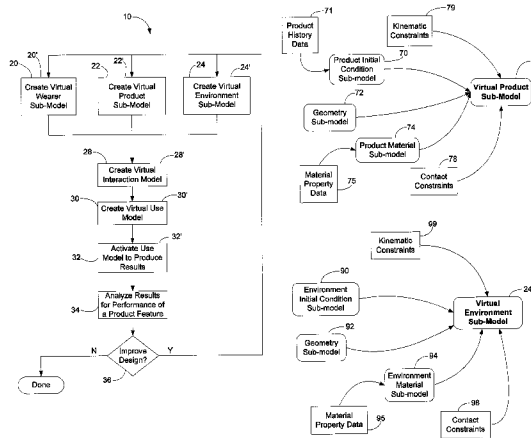 10
20
20'
22
22'
24
24'
Create Virtual
Wearer Sub-Model
Create Virtual
Product
Sub-Model
Create Virtual
Environment
Sub-Model
28
28'
Create Virtual
Interaction Model
30
30'
Create Virtual
Use Model
32
32'
Activate Use
Model to Produce
Results
34
Analyze Results
for Performance of
a Product Feature
N
Improve
Design?
Y
36
Done
71
Product
History
Data
79
Kinematic
Constraints
70
Product Initial
Condition
Sub-model
72
Geometry
Sub-model
74
Product Material
Sub-model
Material
Property
Data
75
78
Contact
Constraints
Virtual Product
Sub-Model
99
Kinematic
Constraints
90
Environment
Initial Condition
Sub-model
92
Geometry
Sub-model
94
Environment
Material
Sub-model
Material
Property Data
95
98
Contact
Constraints
24
Virtual
Environment
Sub-Model